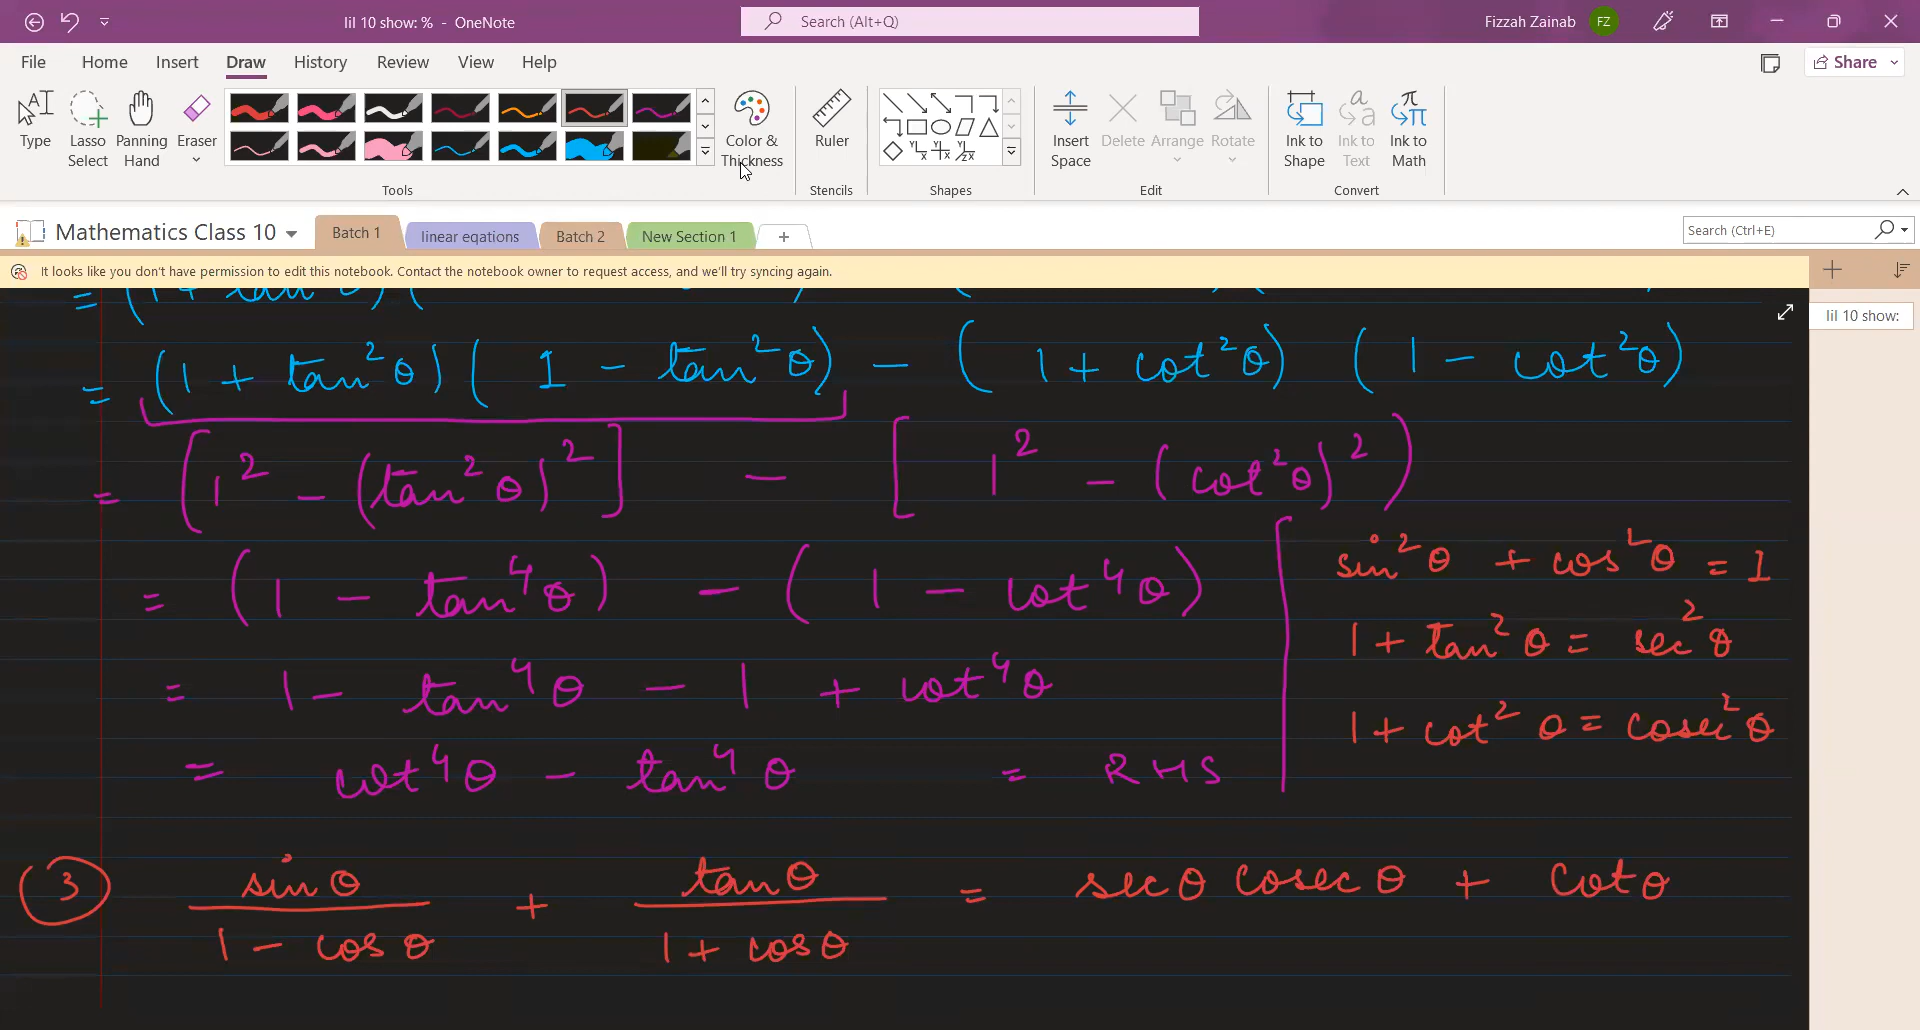 lil 10 show: % - OneNote
Search (Alt+Q)
Fizzah Zainab FZ
File Home Insert Draw History Review View Help
Share
Type
Lasso Select
Panning Hand
Eraser
Color & Thickness
Ruler
Insert Space
Delete
Arrange
Rotate
Ink to Shape
Ink to Text
Ink to Math
Tools
Stencils
Shapes
Edit
Convert
Mathematics Class 10
Batch 1
linear eqations
Batch 2
New Section 1
+
Search (Ctrl+E)
It looks like you don't have permission to edit this notebook. Contact the notebook owner to request access, and we'll try syncing again.
lil 10 show:
= (1 + tan²θ) (1 - tan²θ) - (1 + cot²θ) (1 - cot²θ)
= [1² - (tan²θ)²] - [1² - (cot²θ)²)
= (1 - tan⁴θ) - (1 - cot⁴θ)
= 1 - tan⁴θ - 1 + cot⁴θ
= cot⁴θ - tan⁴θ = RHS
sin²θ + cos²θ = 1
1 + tan²θ = sec²θ
1 + cot²θ = cosec²θ
3 sinθ/(1 - cosθ) + tanθ/(1 + cosθ) = secθ cosecθ + cotθ